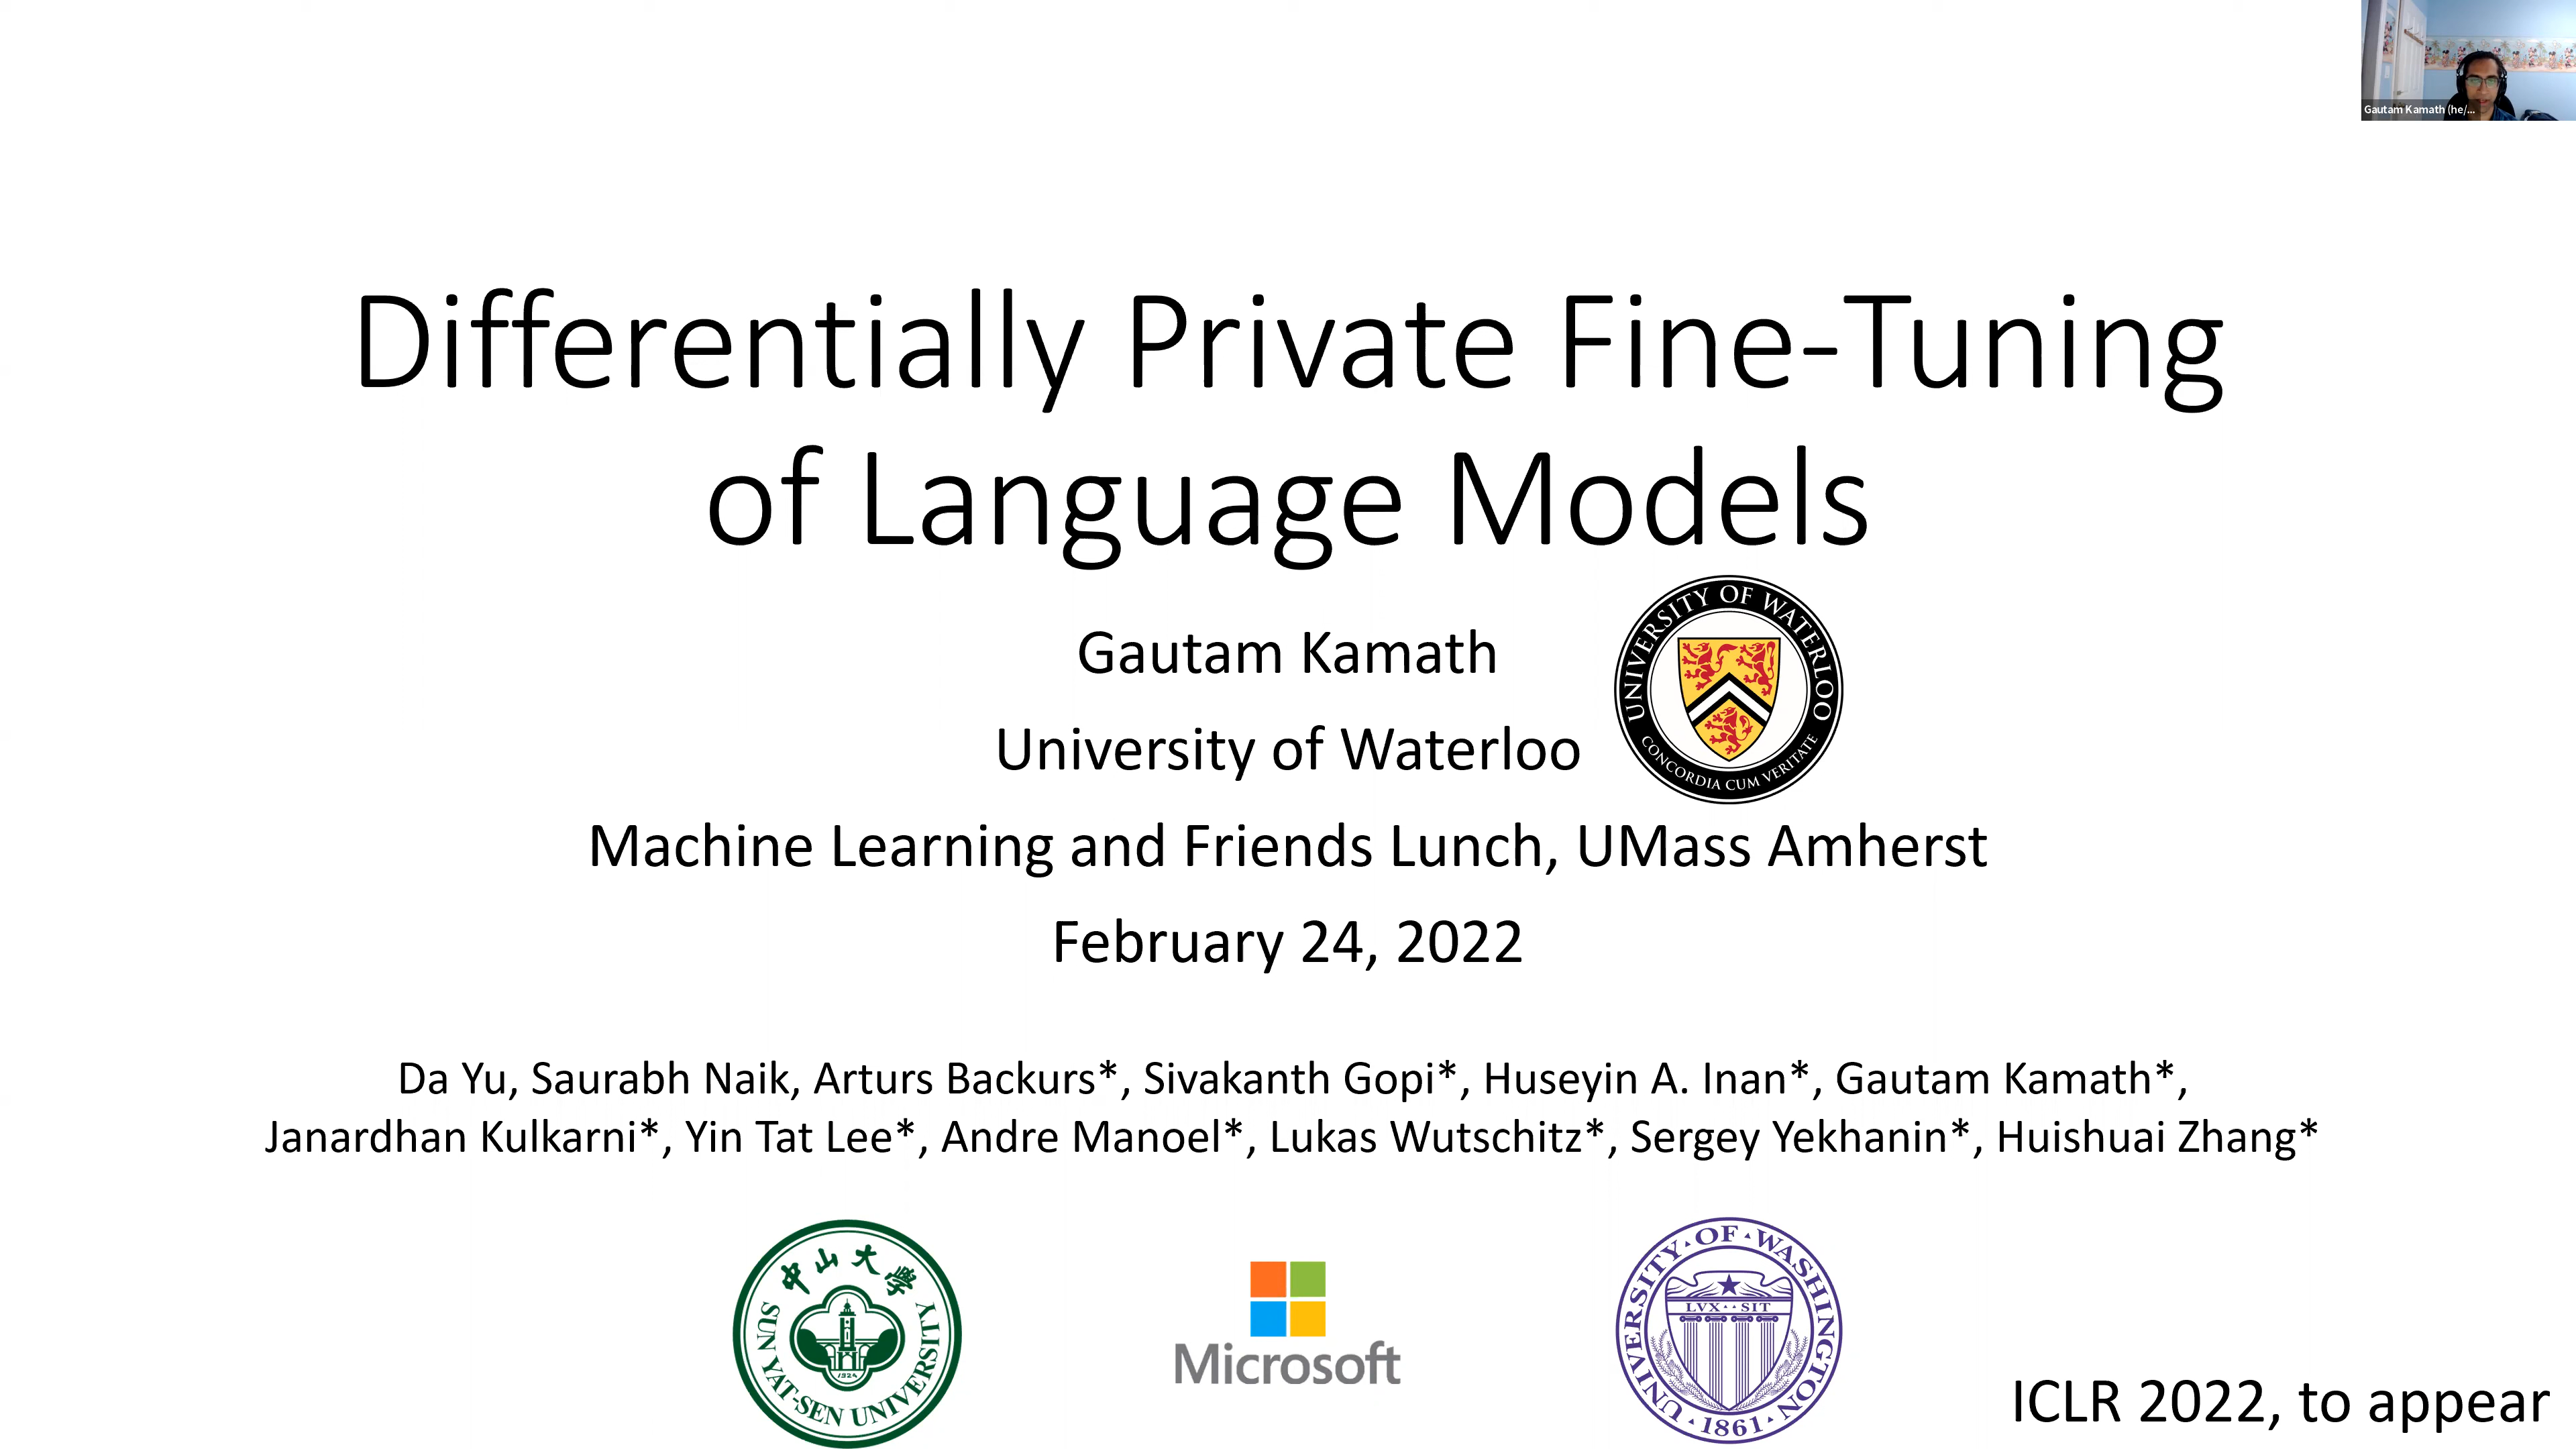 Gautam Kamath (he/...
Differentially Private Fine-Tuning
of Language Models
Gautam Kamath
University of Waterloo
UNIVERSITY OF WATERLOO
CONCORDIA CUM VERITATE
Machine Learning and Friends Lunch, UMass Amherst
February 24, 2022
Da Yu, Saurabh Naik, Arturs Backurs*, Sivakanth Gopi*, Huseyin A. Inan*, Gautam Kamath*,
Janardhan Kulkarni*, Yin Tat Lee*, Andre Manoel*, Lukas Wutschitz*, Sergey Yekhanin*, Huishuai Zhang*
中山大學
1924
SUN YAT-SEN UNIVERSITY
Microsoft
UNIVERSITY·OF·WASHINGTON
LVX··SIT
·1861·
ICLR 2022, to appear